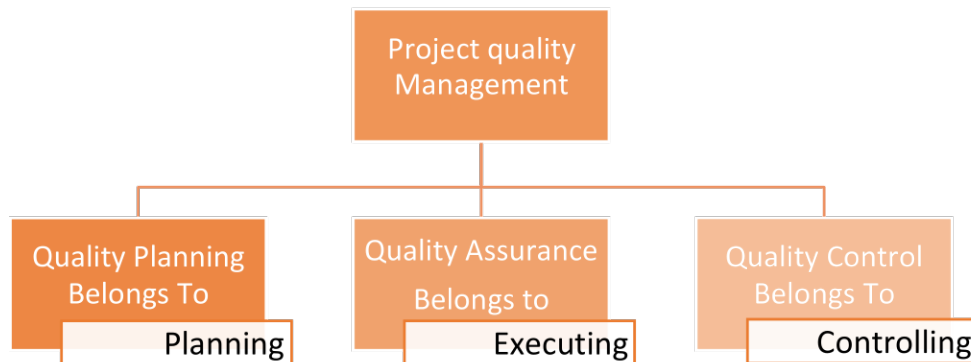 Project quality
Management
Quality Planning
Belongs To
Planning
Quality Assurance
Belongs to
Executing
Quality Control
Belongs To
Controlling